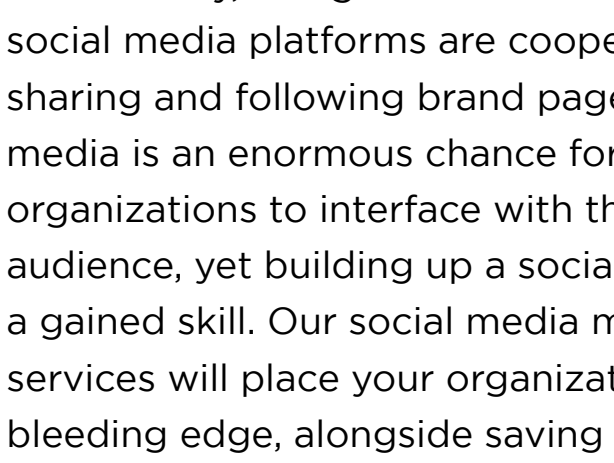 social media platforms are coope
sharing and following brand page
media is an enormous chance for
organizations to interface with th
audience, yet building up a socia
a gained skill. Our social media m
services will place your organizat
bleeding edge, alongside saving